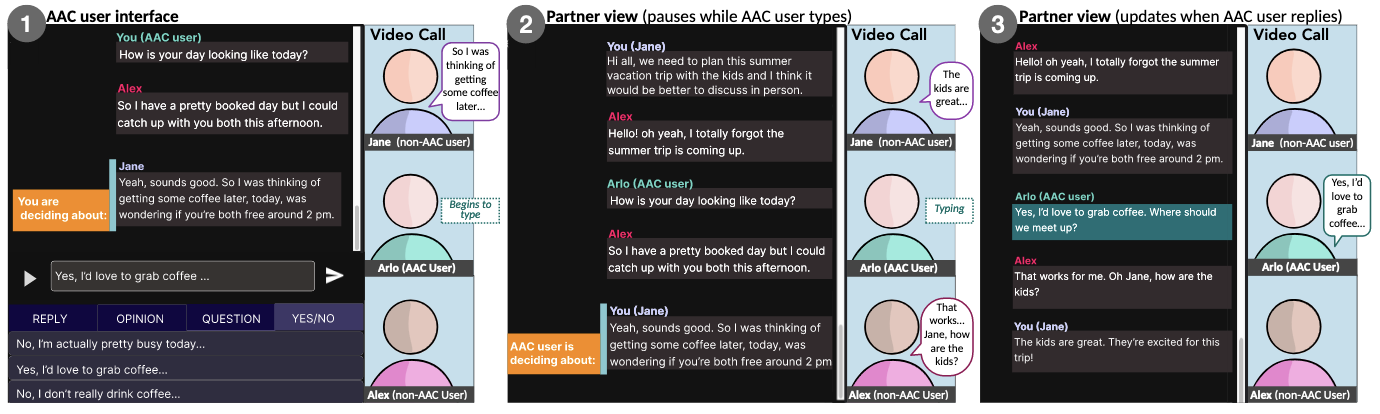 1
AAC user interface
You (AAC user)
How is your day looking like today?
Alex
So I have a pretty booked day but I could
catch up with you both this afternoon.
Jane
Yeah, sounds good. So I was thinking of
getting some coffee later, today, was
wondering if you're both free around 2 pm.
You are
deciding about:
Yes, I'd love to grab coffee ...
REPLY OPINION QUESTION YES/NO
No, I'm actually pretty busy today...
Yes, I'd love to grab coffee...
No, I don't really drink coffee...
Video Call
So I was
thinking of
getting
some coffee
later...
Jane (non-AAC user)
Begins to
type
Arlo (AAC User)
Alex (non-AAC User)
2
Partner view (pauses while AAC user types)
You (Jane)
Hi all, we need to plan this summer
vacation trip with the kids and I think it
would be better to discuss in person.
Alex
Hello! oh yeah, I totally forgot the
summer trip is coming up.
Arlo (AAC user)
How is your day looking like today?
Alex
So I have a pretty booked day but I could
catch up with you both this afternoon.
You (Jane)
Yeah, sounds good. So I was thinking of
getting some coffee later, today, was
wondering if you're both free around 2 pm
AAC user is
deciding about:
Video Call
The
kids are
great...
Jane (non-AAC user)
Typing
Arlo (AAC User)
That
works...
Jane, how
are the
kids?
Alex (non-AAC User)
3
Partner view (updates when AAC user replies)
Alex
Hello! oh yeah, I totally forgot the summer
trip is coming up.
You (Jane)
Yeah, sounds good. So I was thinking of
getting some coffee later, today, was
wondering if you're both free around 2 pm.
Arlo (AAC user)
Yes, I'd love to grab coffee. Where should
we meet up?
Alex
That works for me. Oh Jane, how are the
kids?
You (Jane)
The kids are great. They're excited for this
trip!
Video Call
Jane (non-AAC user)
Yes, I'd
love to
grab
coffee...
Arlo (AAC User)
Alex (non-AAC User)